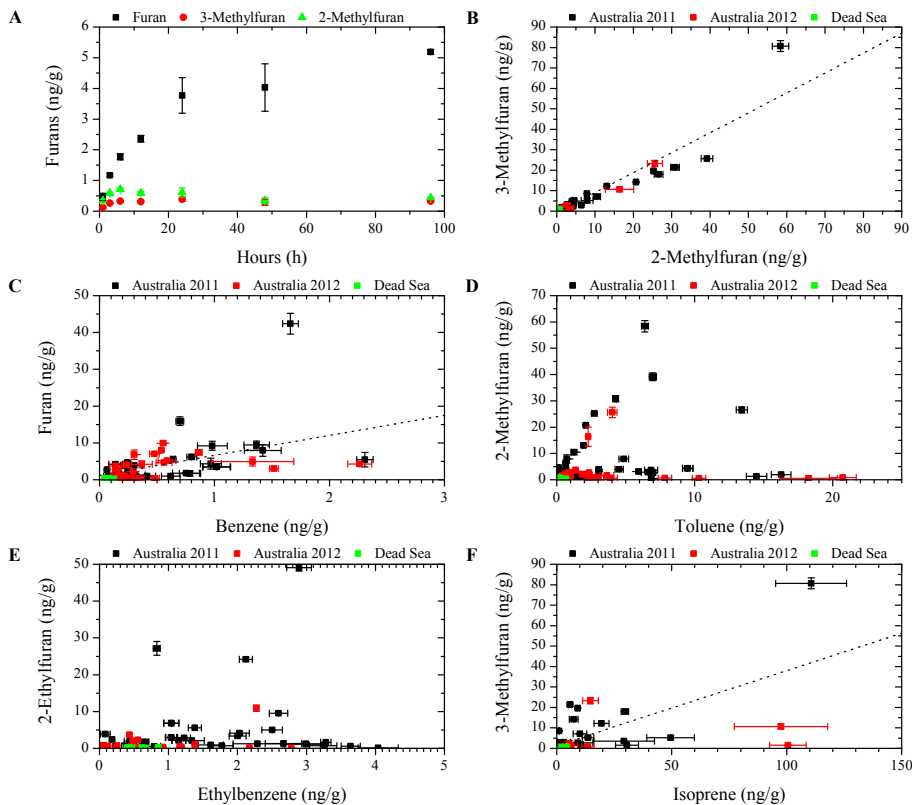 A
Furan
3-Methylfuran
2-Methylfuran
Furans (ng/g)
6
5
4
3
2
1
0
0
20
40
60
80
100
Hours (h)
B
Australia 2011
Australia 2012
Dead Sea
3-Methylfuran (ng/g)
90
80
70
60
50
40
30
20
10
0
0
10
20
30
40
50
60
70
80
90
2-Methylfuran (ng/g)
C
Australia 2011
Australia 2012
Dead Sea
Furan (ng/g)
50
40
30
20
10
0
0
1
2
3
Benzene (ng/g)
D
Australia 2011
Australia 2012
Dead Sea
2-Methylfuran (ng/g)
70
60
50
40
30
20
10
0
0
10
20
Toluene (ng/g)
E
Australia 2011
Australia 2012
Dead Sea
2-Ethylfuran (ng/g)
50
40
30
20
10
0
0
1
2
3
4
5
Ethylbenzene (ng/g)
F
Australia 2011
Australia 2012
Dead Sea
3-Methylfuran (ng/g)
90
80
70
60
50
40
30
20
10
0
0
50
100
150
Isoprene (ng/g)